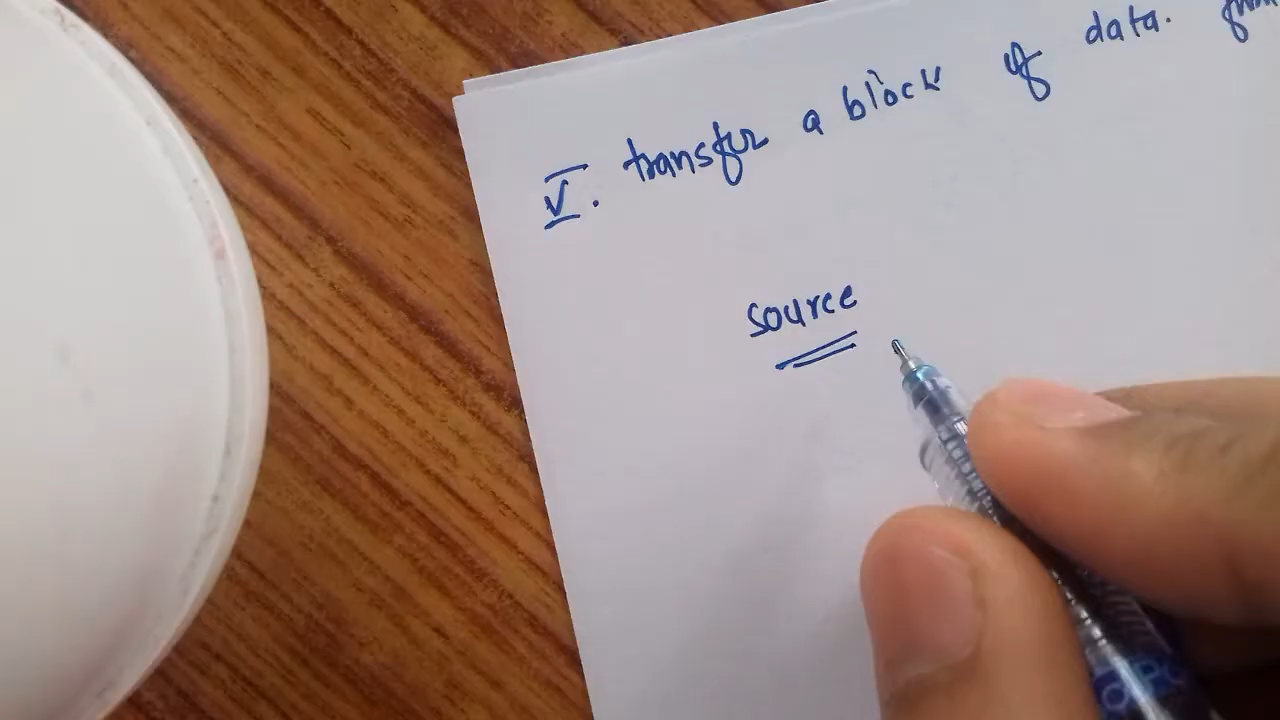 V. transfer a block of data.
source